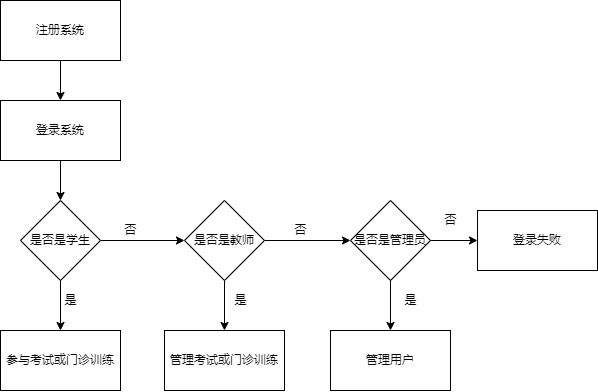 注册系统
登录系统
是否是学生
否
是否是教师
否
是否是管理员
否
登录失败
是
是
是
参与考试或门诊训练
管理考试或门诊训练
管理用户